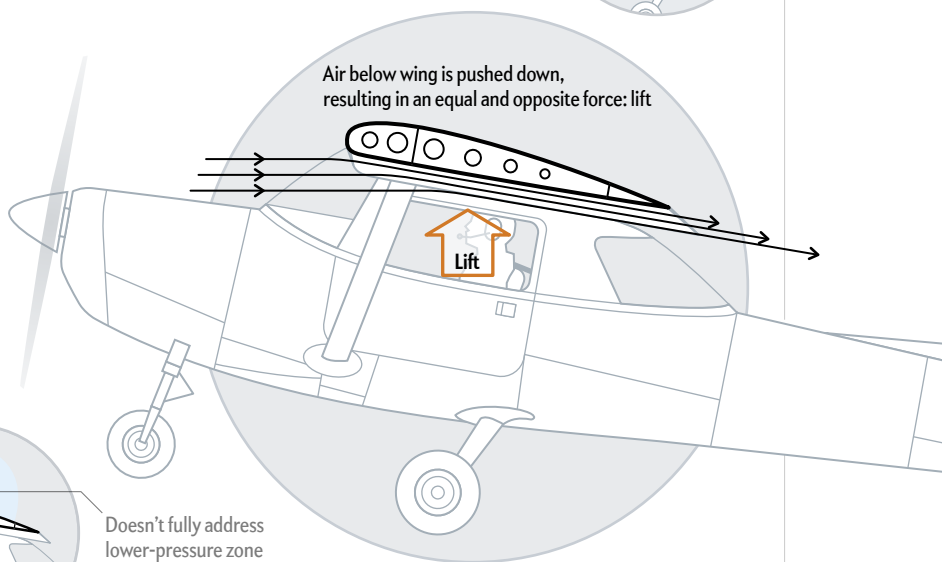 Air below wing is pushed down,
resulting in an equal and opposite force: lift
Lift
Doesn’t fully address
lower-pressure zone